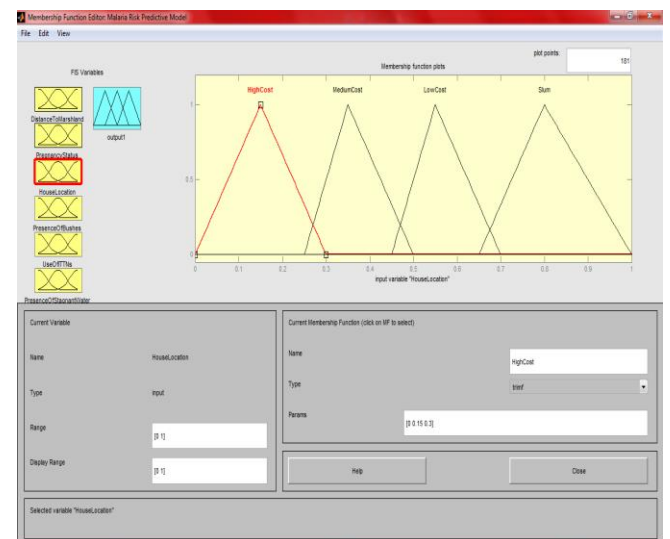 Membership Function Editor: Malaria Risk Predictive Model
File Edit View
FIS Variables
Membership function plots
plot points:
181
DistanceToMarshland
output1
PregnancyStatus
HouseLocation
PresenceOfBushes
UseOfITNs
PresenceOfStagnantWater
HighCost
MediumCost
LowCost
Slum
1
0.5
0
0 0.1 0.2 0.3 0.4 0.5 0.6 0.7 0.8 0.9 1
input variable "HouseLocation"
Current Variable
Name
HouseLocation
Type
input
Range
[0 1]
Display Range
[0 1]
Current Membership Function (click on MF to select)
Name
HighCost
Type
trimf
Params
[0 0.15 0.3]
Help
Close
Selected variable "HouseLocation"